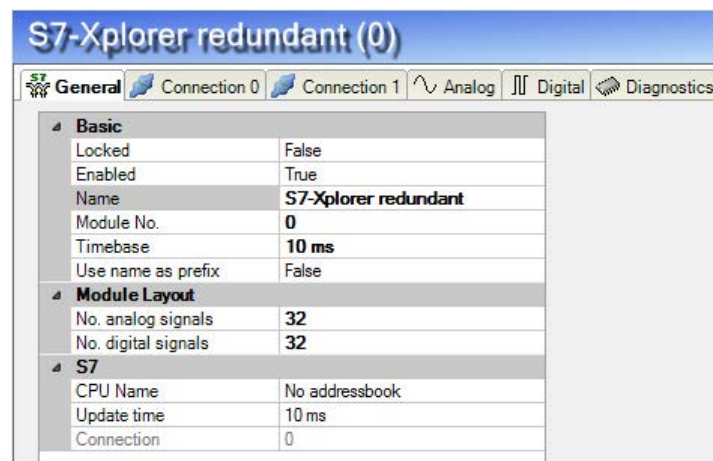 S7-Xplorer redundant (0)
S7 General Connection 0 Connection 1 Analog Digital Diagnostics
Basic
Locked False
Enabled True
Name S7-Xplorer redundant
Module No. 0
Timebase 10 ms
Use name as prefix False
Module Layout
No. analog signals 32
No. digital signals 32
S7
CPU Name No addressbook
Update time 10 ms
Connection 0